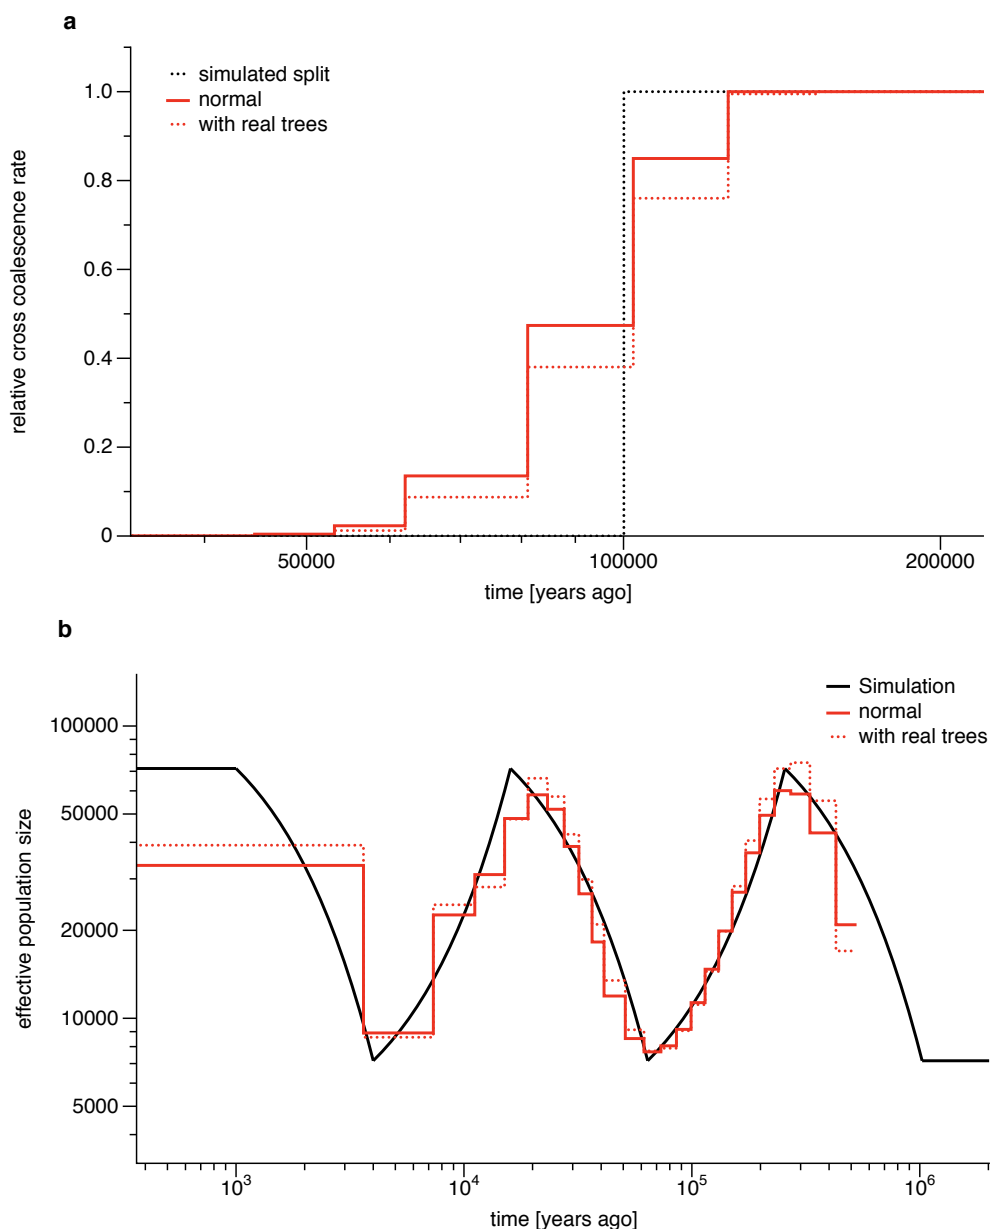 a
simulated split
normal
with real trees
1.0
0.8
0.6
0.4
0.2
0
relative cross coalescence rate
50000
100000
200000
time [years ago]
b
Simulation
normal
with real trees
100000
50000
20000
10000
5000
effective population size
10³
10⁴
10⁵
10⁶
time [years ago]